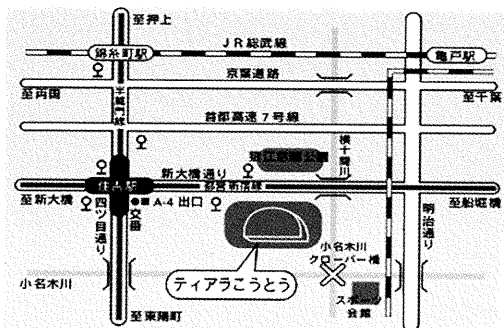 至押上
JR総武線
錦糸町駅
亀戸駅
京葉道路
至両国
半蔵門線
至千葉
首都高速7号線
猿江恩賜公園
横十間川
新大橋通り
住吉駅
都営新宿線
至新大橋
四ツ目通り
交番
A-4 出口
至船堀橋
明治通り
小名木川
クローバー橋
ティアラこうとう
小名木川
スポーツ
会館
至東陽町